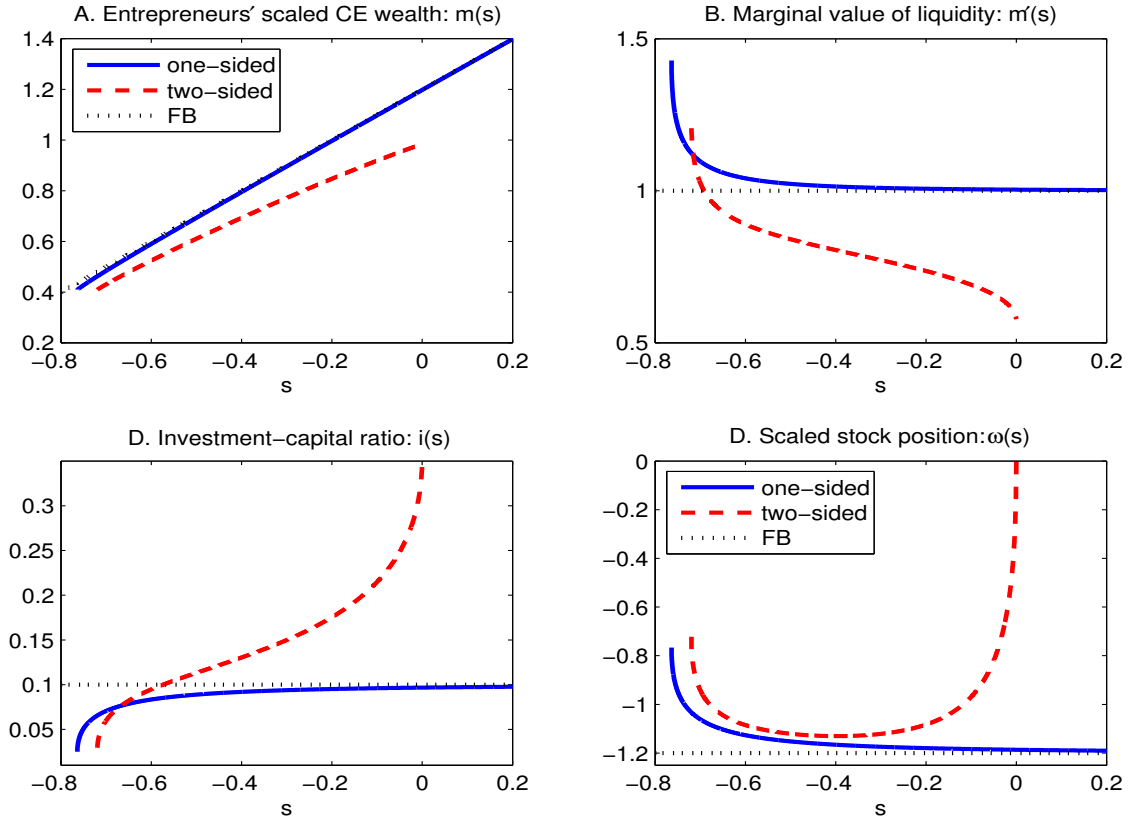 A. Entrepreneurs′ scaled CE wealth: m(s)
1.4
1.2
1
0.8
0.6
0.4
0.2
one−sided
two−sided
FB
−0.8 −0.6 −0.4 −0.2 0 0.2
s
B. Marginal value of liquidity: m′(s)
1.5
1
0.5
−0.8 −0.6 −0.4 −0.2 0 0.2
s
D. Investment−capital ratio: i(s)
0.3
0.25
0.2
0.15
0.1
0.05
−0.8 −0.6 −0.4 −0.2 0 0.2
s
D. Scaled stock position:ω(s)
0
−0.2
−0.4
−0.6
−0.8
−1
−1.2
one−sided
two−sided
FB
−0.8 −0.6 −0.4 −0.2 0 0.2
s